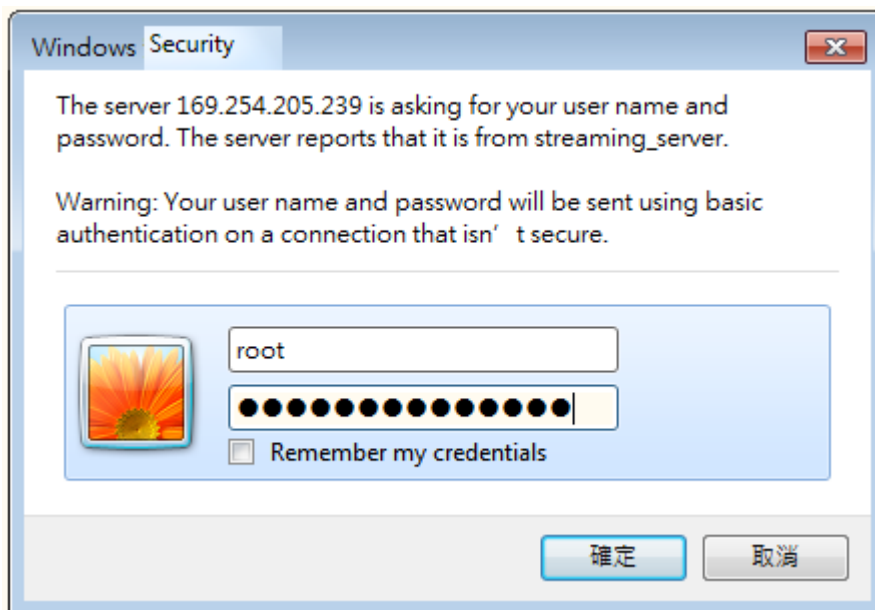 Windows Security
The server 169.254.205.239 is asking for your user name and
password. The server reports that it is from streaming_server.
Warning: Your user name and password will be sent using basic
authentication on a connection that isn’ t secure.
root
●●●●●●●●●●●●●●
Remember my credentials
確定 取消